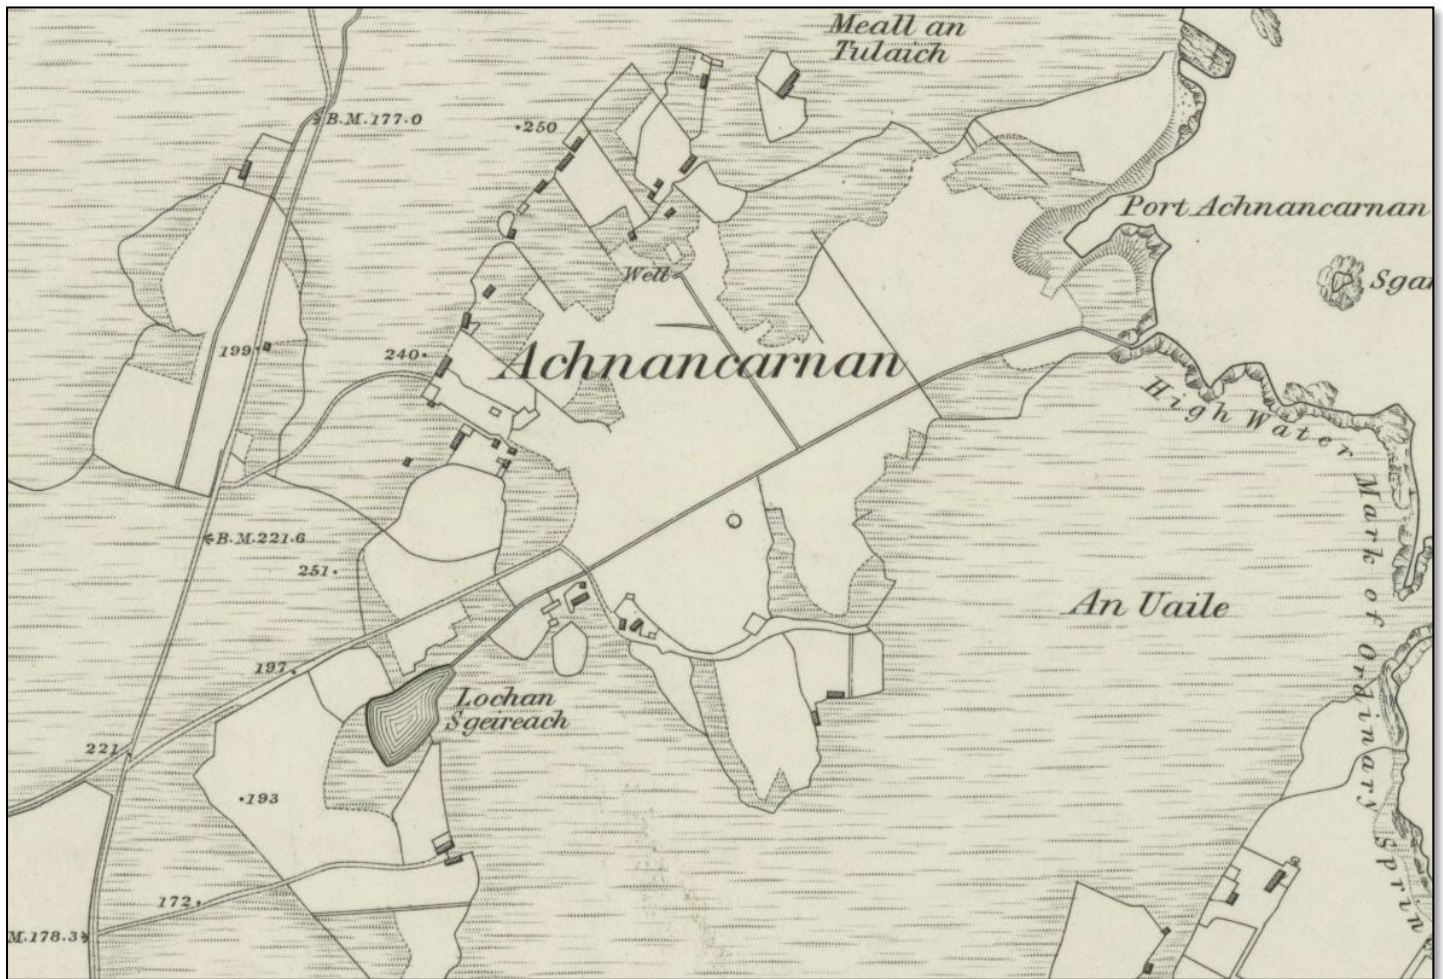 Meall an
Tulaich
B.M.177.0
.250
Port Achnancarnan
Well
199.
240.
Achnancarnan
High Water Mark of Ordinary Sprin
B.M.221.6
251.
An Uaile
197.
Lochan
Sgeireach
221
.193
172.
M.178.3